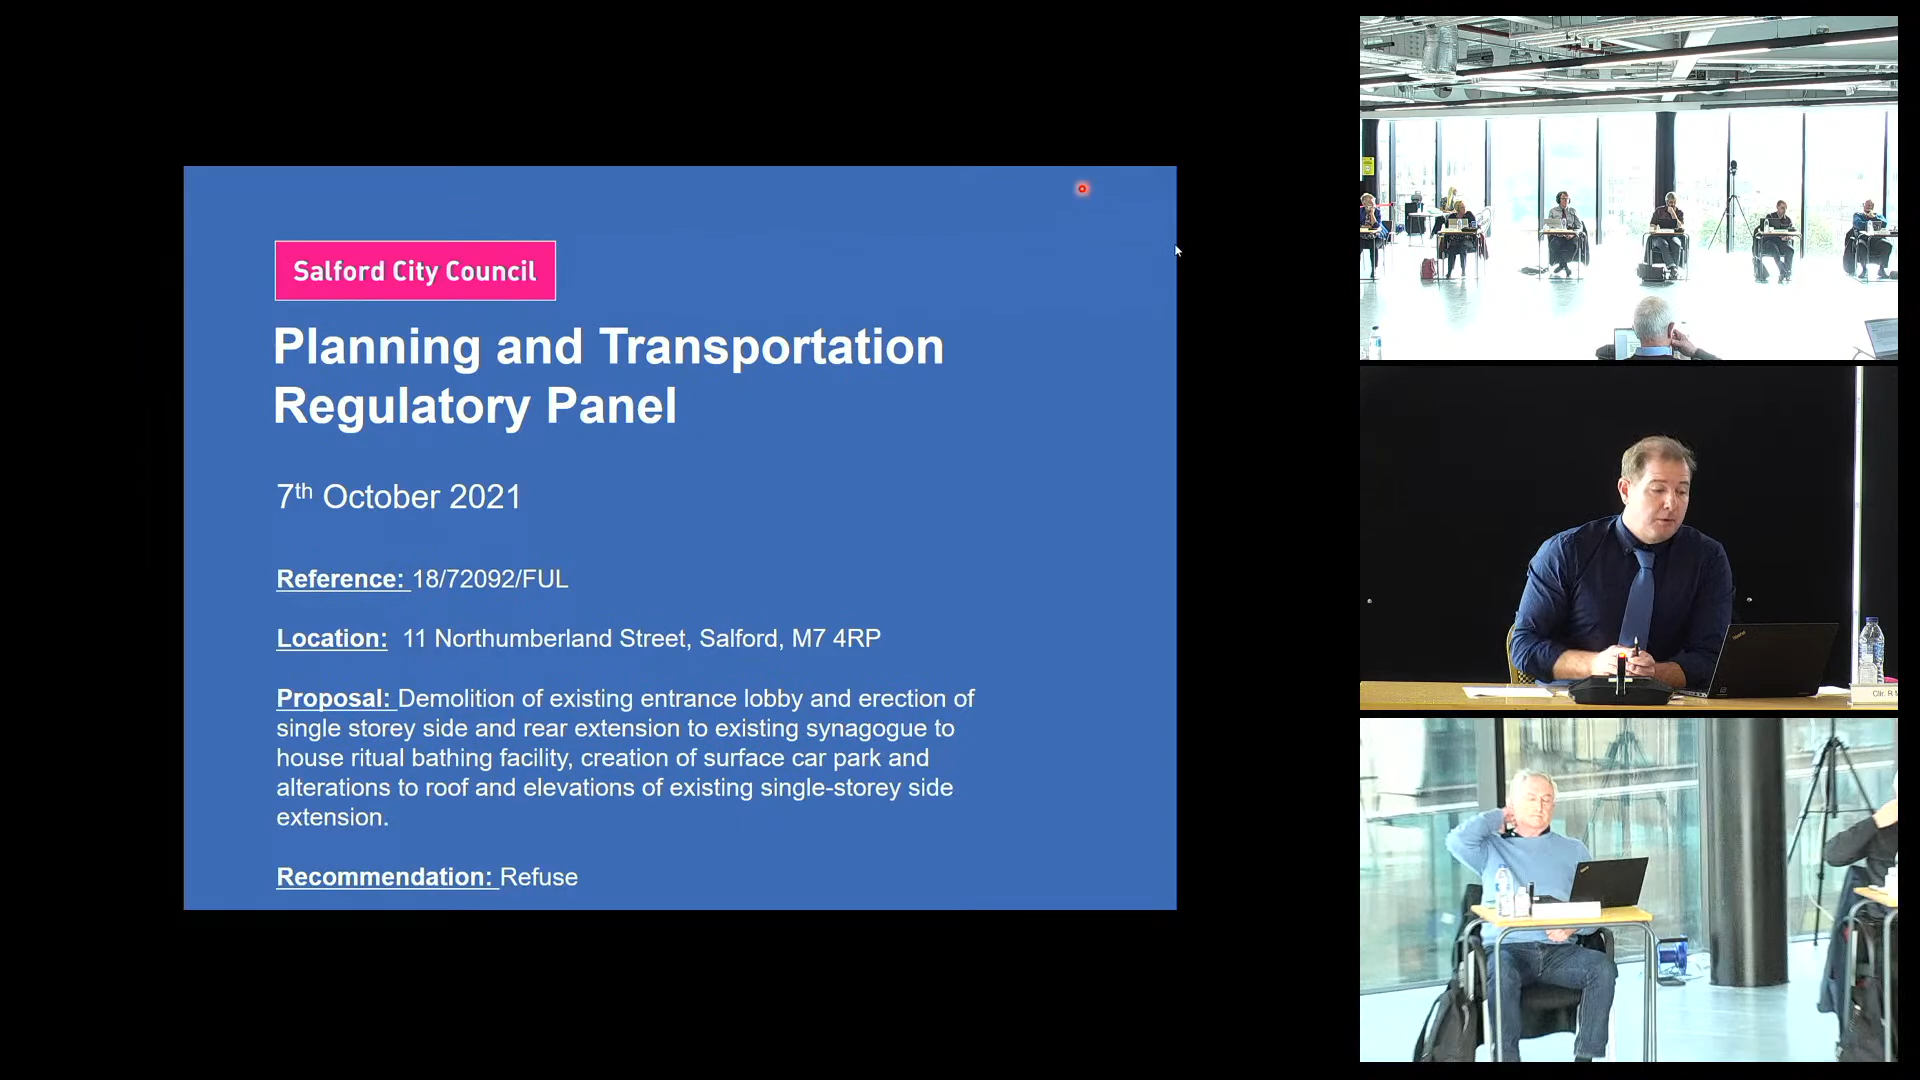 Salford City Council
Planning and Transportation
Regulatory Panel
7th October 2021
Reference: 18/72092/FUL
Location: 11 Northumberland Street, Salford, M7 4RP
Proposal: Demolition of existing entrance lobby and erection of
single storey side and rear extension to existing synagogue to
house ritual bathing facility, creation of surface car park and
alterations to roof and elevations of existing single-storey side
extension.
Recommendation: Refuse
ThinkPad
Cllr. R